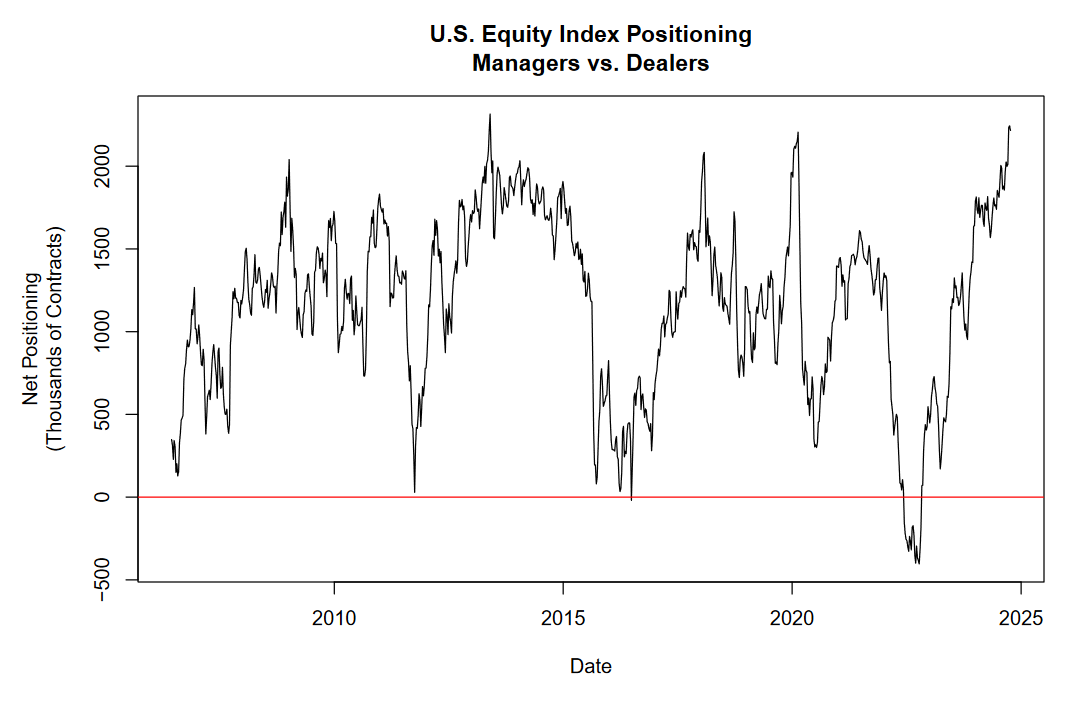 U.S. Equity Index Positioning
Managers vs. Dealers
Net Positioning
(Thousands of Contracts)
2000
1500
1000
500
0
−500
2010
2015
2020
2025
Date